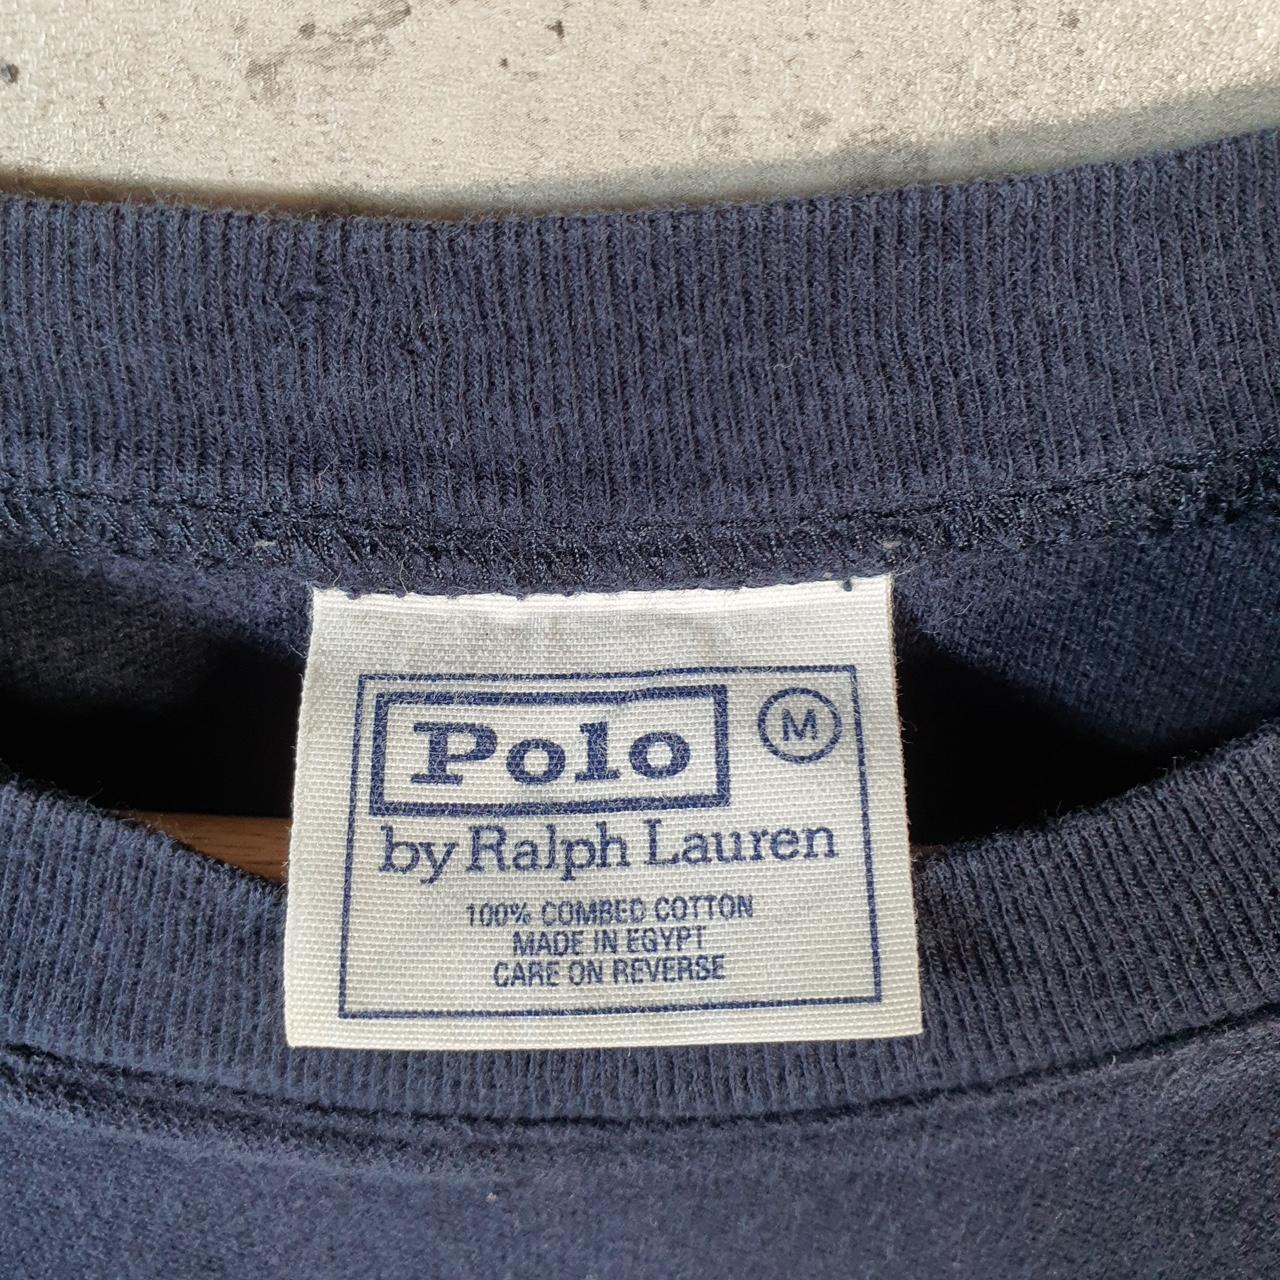 Polo M
by Ralph Lauren
100% COMBED COTTON
MADE IN EGYPT
CARE ON REVERSE